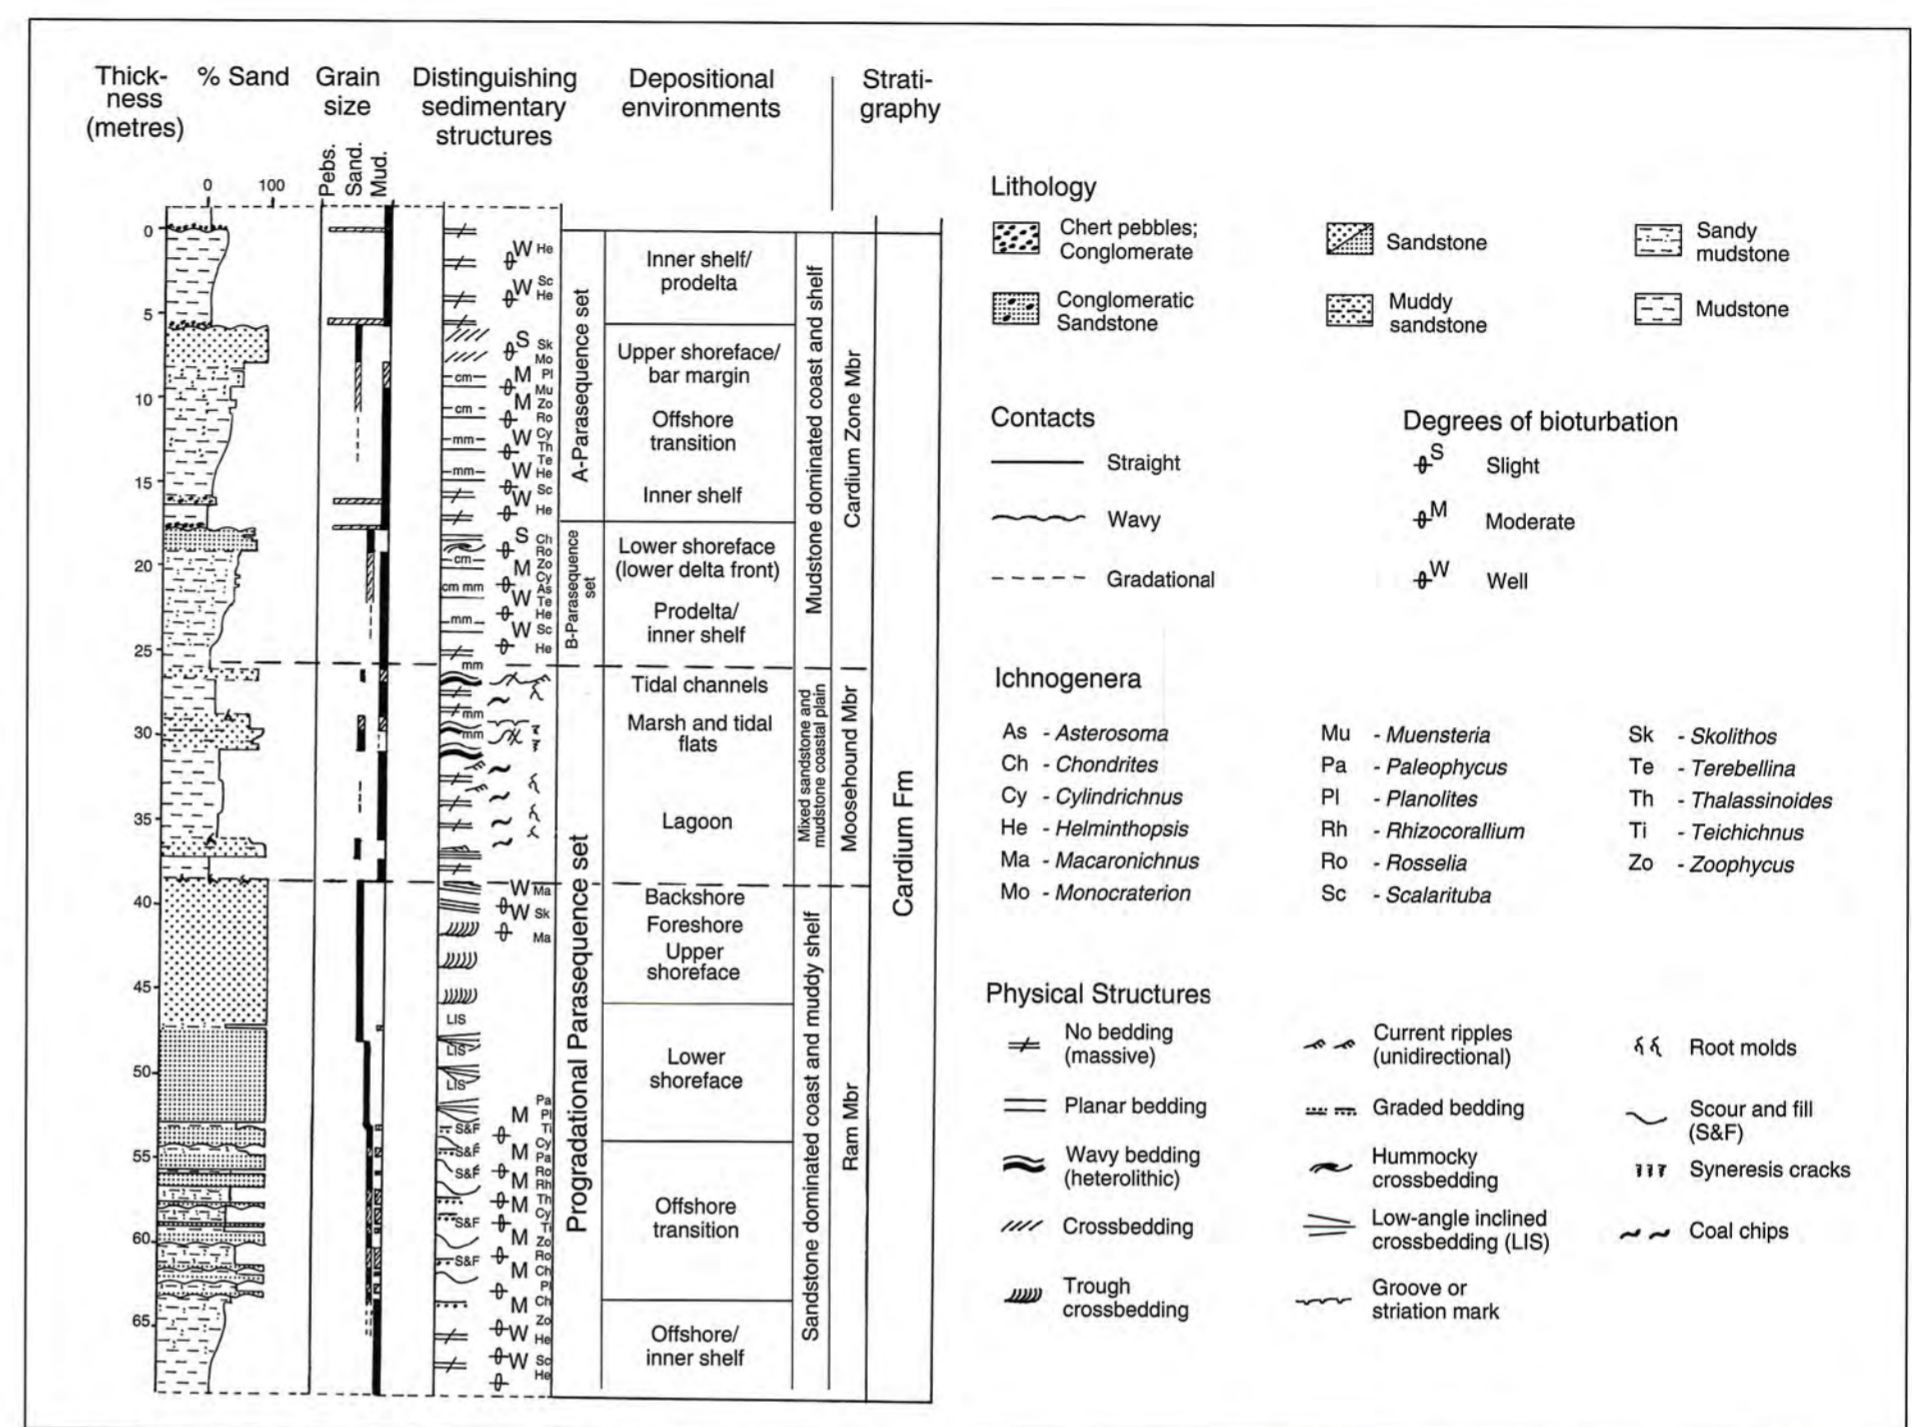 Thick-
ness
(metres)
% Sand
Grain
size
Distinguishing
sedimentary
structures
Depositional
environments
Strati-
graphy
Pebs.
Sand.
Mud.
0 100
0
5
10
15
20
25
30
35
40
45
50
55
60
65
W He
W Sc
He
S Sk
Mo
cm M Pl
Mu
cm M Zo
Ro
mm W Cy
Th
Te
mm W He
Sc
W He
S Ch
Ro
cm M Zo
Cy
cm mm As
W Te
He
mm W Sc
He
mm
mm
mm
W Ma
W Sk
Ma
LIS
LIS
LIS
Pa
M Pl
S&F Ti
Cy
S&F M Pa
S&F Ro
M Rh
Th
M Cy
S&F Ti
M Zo
S&F Ro
M Ch
Pl
M Ch
Zo
W He
W Sc
He
A-Parasequence set
B-Parasequence
set
Progradational Parasequence set
Inner shelf/
prodelta
Upper shoreface/
bar margin
Offshore
transition
Inner shelf
Lower shoreface
(lower delta front)
Prodelta/
inner shelf
Tidal channels
Marsh and tidal
flats
Lagoon
Backshore
Foreshore
Upper
shoreface
Lower
shoreface
Offshore
transition
Offshore/
inner shelf
Mudstone dominated coast and shelf
Mixed sandstone and
mudstone coastal plain
Sandstone dominated coast and muddy shelf
Cardium Zone Mbr
Moosehound Mbr
Ram Mbr
Cardium Fm
Lithology
Chert pebbles;
Conglomerate
Sandstone
Sandy
mudstone
Conglomeratic
Sandstone
Muddy
sandstone
Mudstone
Contacts
Straight
Wavy
Gradational
Degrees of bioturbation
S Slight
M Moderate
W Well
Ichnogenera
As - Asterosoma
Ch - Chondrites
Cy - Cylindrichnus
He - Helminthopsis
Ma - Macaronichnus
Mo - Monocraterion
Mu - Muensteria
Pa - Paleophycus
Pl - Planolites
Rh - Rhizocorallium
Ro - Rosselia
Sc - Scalarituba
Sk - Skolithos
Te - Terebellina
Th - Thalassinoides
Ti - Teichichnus
Zo - Zoophycus
Physical Structures
No bedding
(massive)
Planar bedding
Wavy bedding
(heterolithic)
Crossbedding
Trough
crossbedding
Current ripples
(unidirectional)
Graded bedding
Hummocky
crossbedding
Low-angle inclined
crossbedding (LIS)
Groove or
striation mark
Root molds
Scour and fill
(S&F)
Syneresis cracks
Coal chips